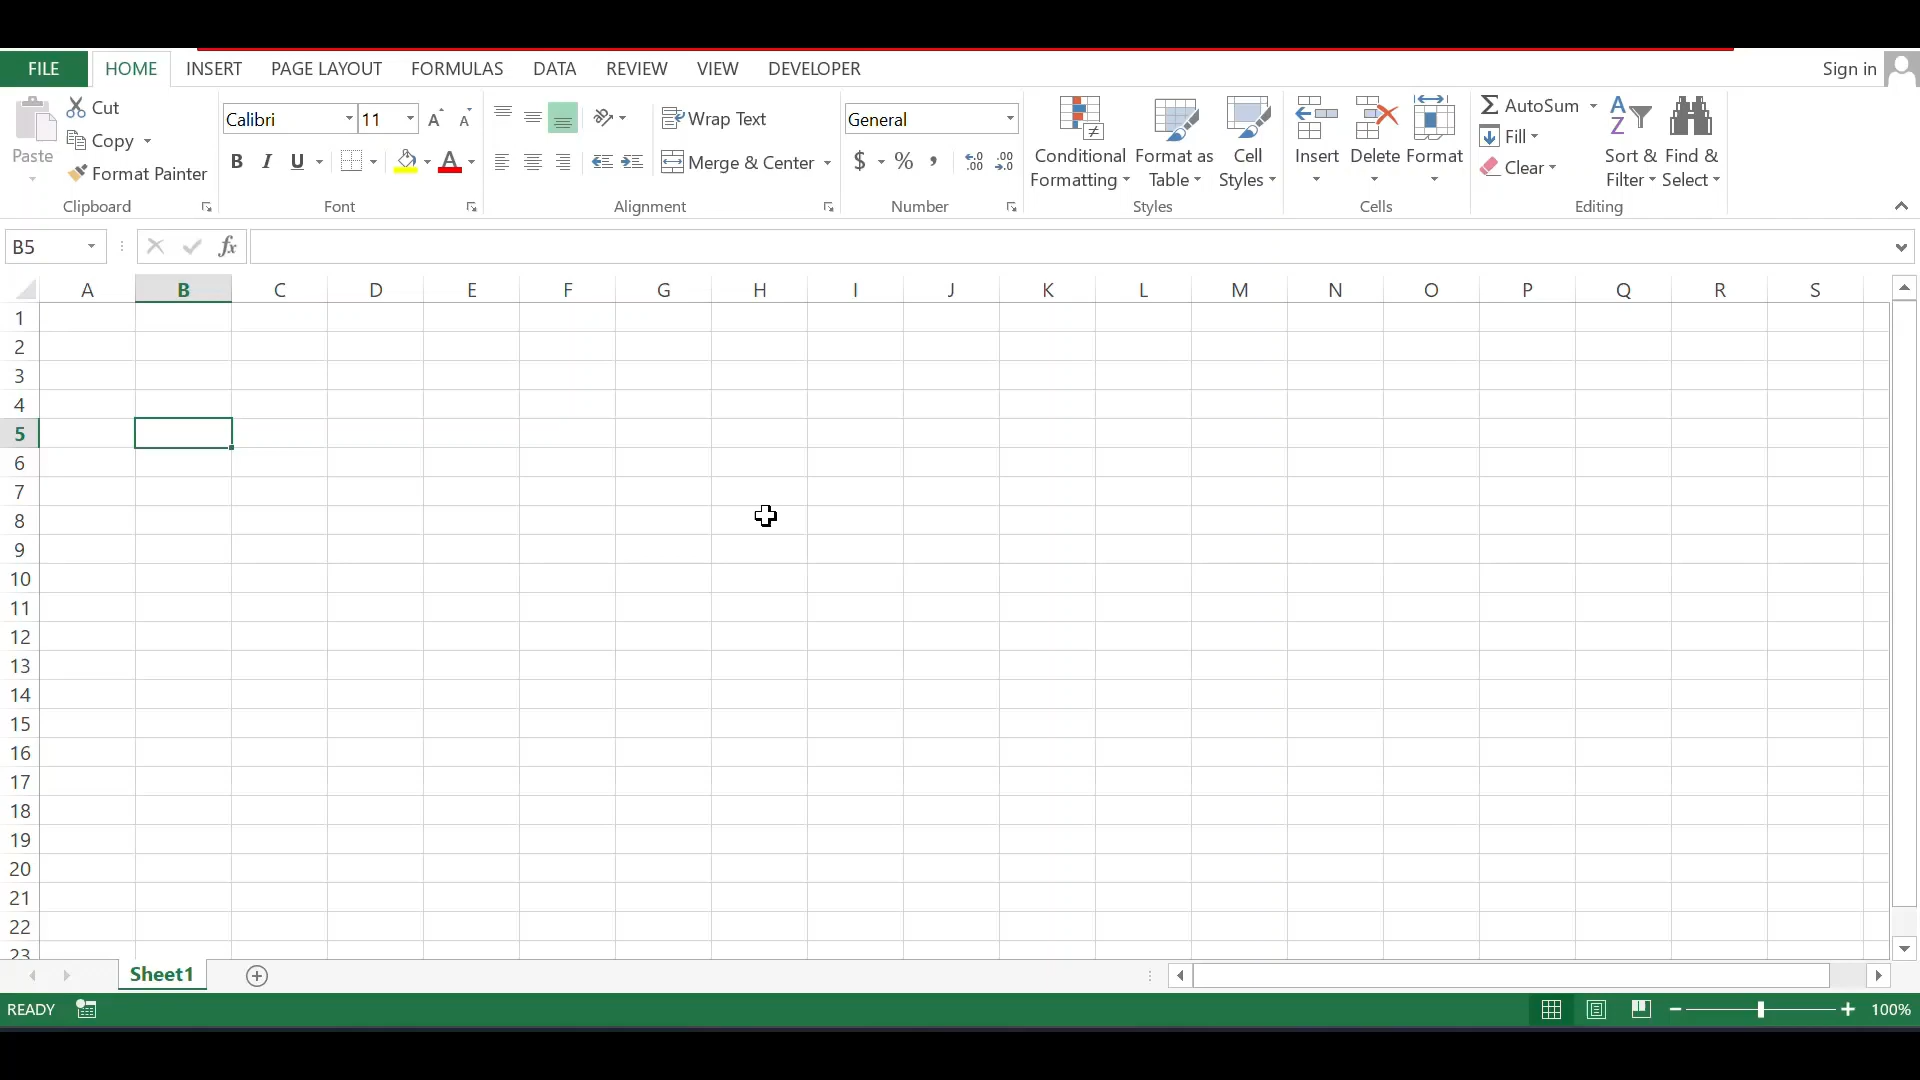 FILE HOME INSERT PAGE LAYOUT FORMULAS DATA REVIEW VIEW DEVELOPER Sign in
Cut
Copy
Format Painter
Paste
Clipboard
Calibri 11
B I U A
Font
Wrap Text
Merge & Center
Alignment
General
$ % , .00 .00
Number
Conditional Formatting
Format as Table
Cell Styles
Styles
Insert Delete Format
Cells
AutoSum
Fill
Clear
Sort & Filter
Find & Select
Editing
B5 fx
A B C D E F G H I J K L M N O P Q R S
1
2
3
4
5
6
7
8
9
10
11
12
13
14
15
16
17
18
19
20
21
22
23
Sheet1
READY 100%